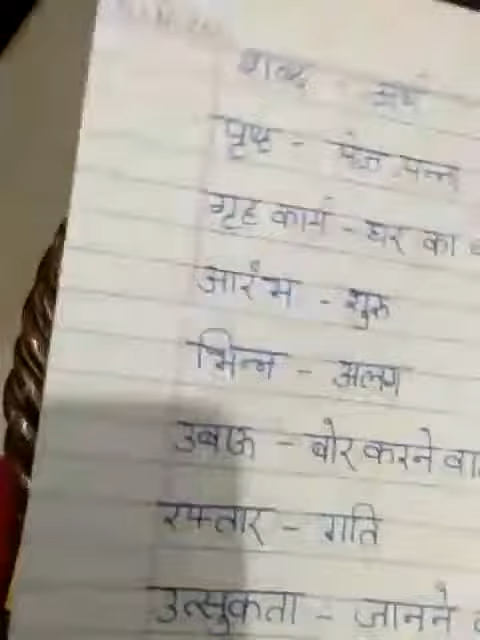 शब्द - अर्थ
पृष्ठ - पेज, पन्ना
गृह कार्य - घर का
आरंभ - शुरू
भिन्न - अलग
उबाऊ - बोर करने वा
रफ्तार - गति
उत्सुकता - जानने